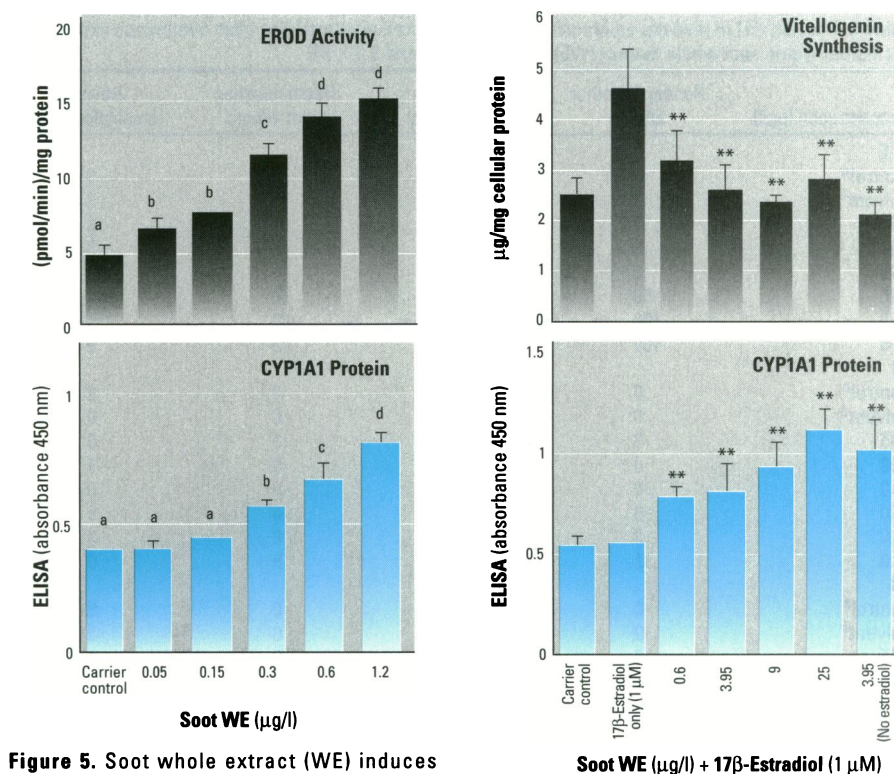 20
EROD Activity
d
d
15
c
10
b
b
a
5
0
(pmol/min)/mg protein
CYP1A1 Protein
1
d
c
b
a
a
a
0.5
0
ELISA (absorbance 450 nm)
Carrier control
0.05
0.15
0.3
0.6
1.2
Soot WE (µg/l)
Figure 5. Soot whole extract (WE) induces
6
Vitellogenin
Synthesis
5
4
3
2
1
0
**
**
**
**
**
µg/mg cellular protein
1.5
CYP1A1 Protein
**
**
**
**
**
1
0.5
0
ELISA (absorbance 450 nm)
Carrier
control
17β-Estradiol
only (1 µM)
0.6
3.95
9
25
3.95
(No estradiol)
Soot WE (µg/l) + 17β-Estradiol (1 µM)